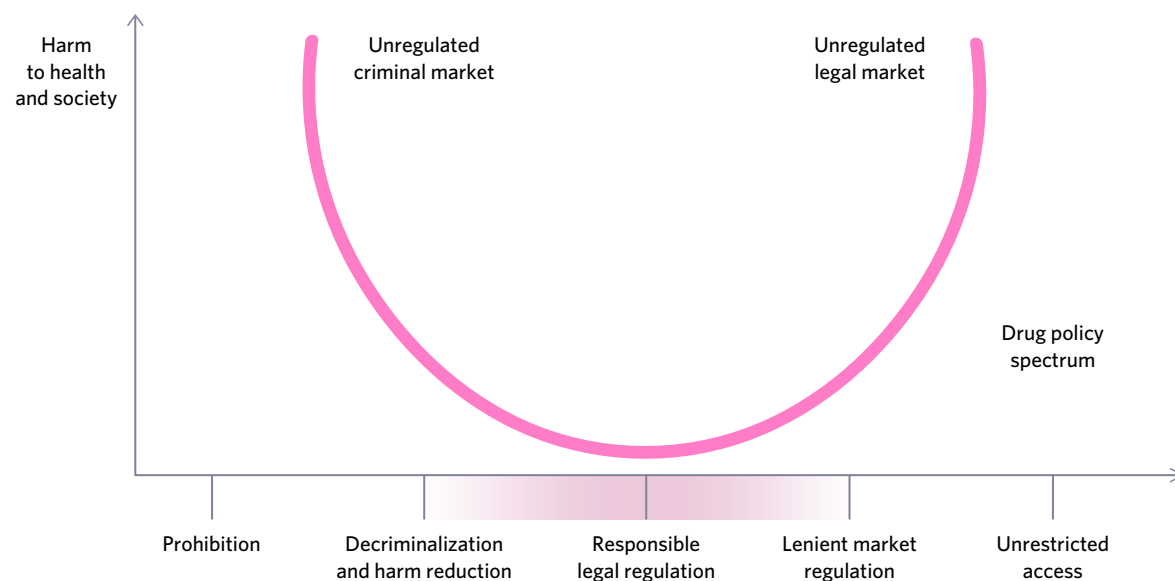 Harm
to health
and society
Unregulated
criminal market
Unregulated
legal market
Drug policy
spectrum
Prohibition
Decriminalization
and harm reduction
Responsible
legal regulation
Lenient market
regulation
Unrestricted
access